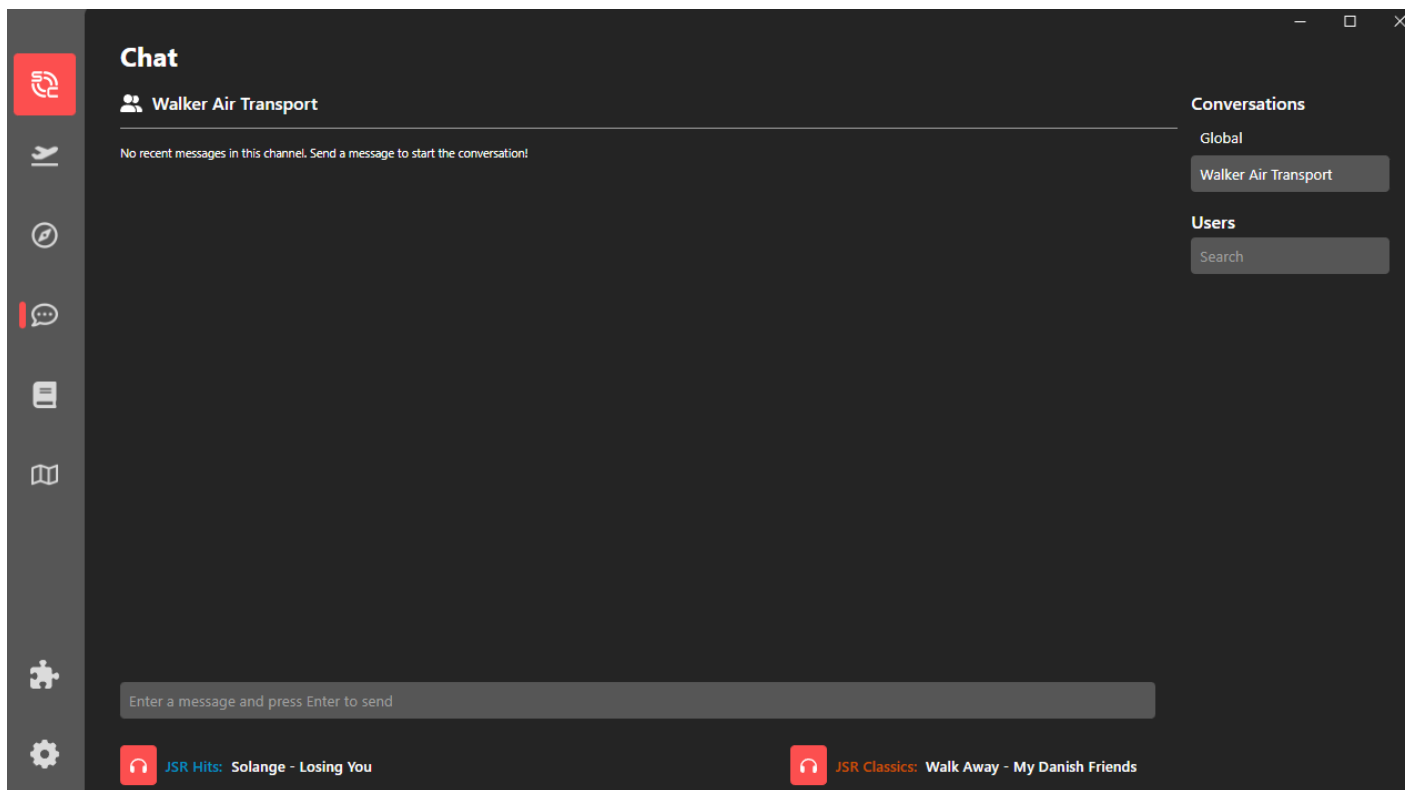 Chat
Walker Air Transport
No recent messages in this channel. Send a message to start the conversation!
Conversations
Global
Walker Air Transport
Users
Search
Enter a message and press Enter to send
JSR Hits: Solange - Losing You
JSR Classics: Walk Away - My Danish Friends